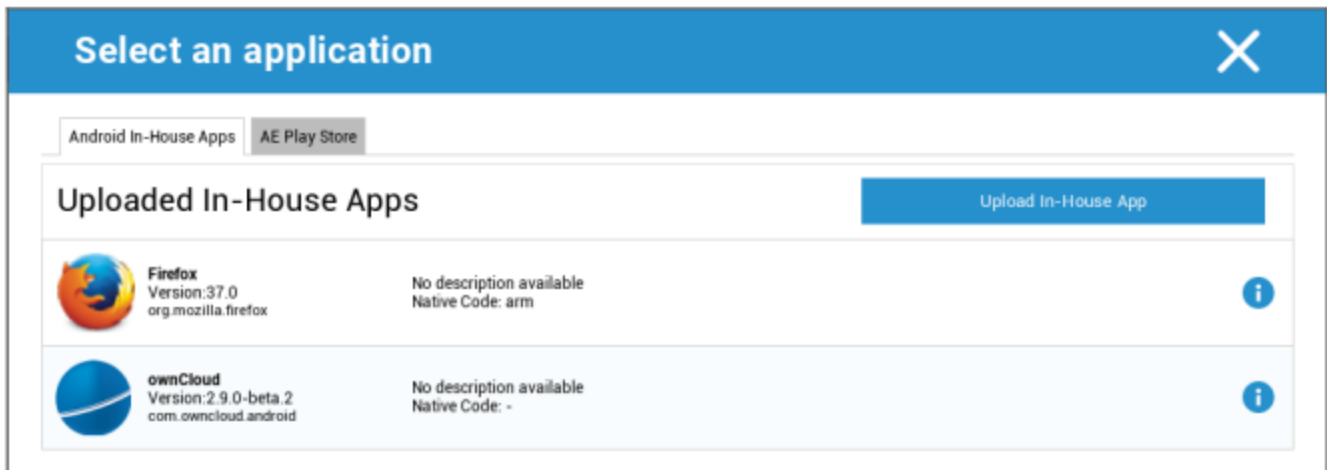 Select an application
Android In-House Apps
AE Play Store
Uploaded In-House Apps
Upload In-House App
Firefox
Version:37.0
org.mozilla.firefox
No description available
Native Code: arm
ownCloud
Version:2.9.0-beta.2
com.owncloud.android
No description available
Native Code: -